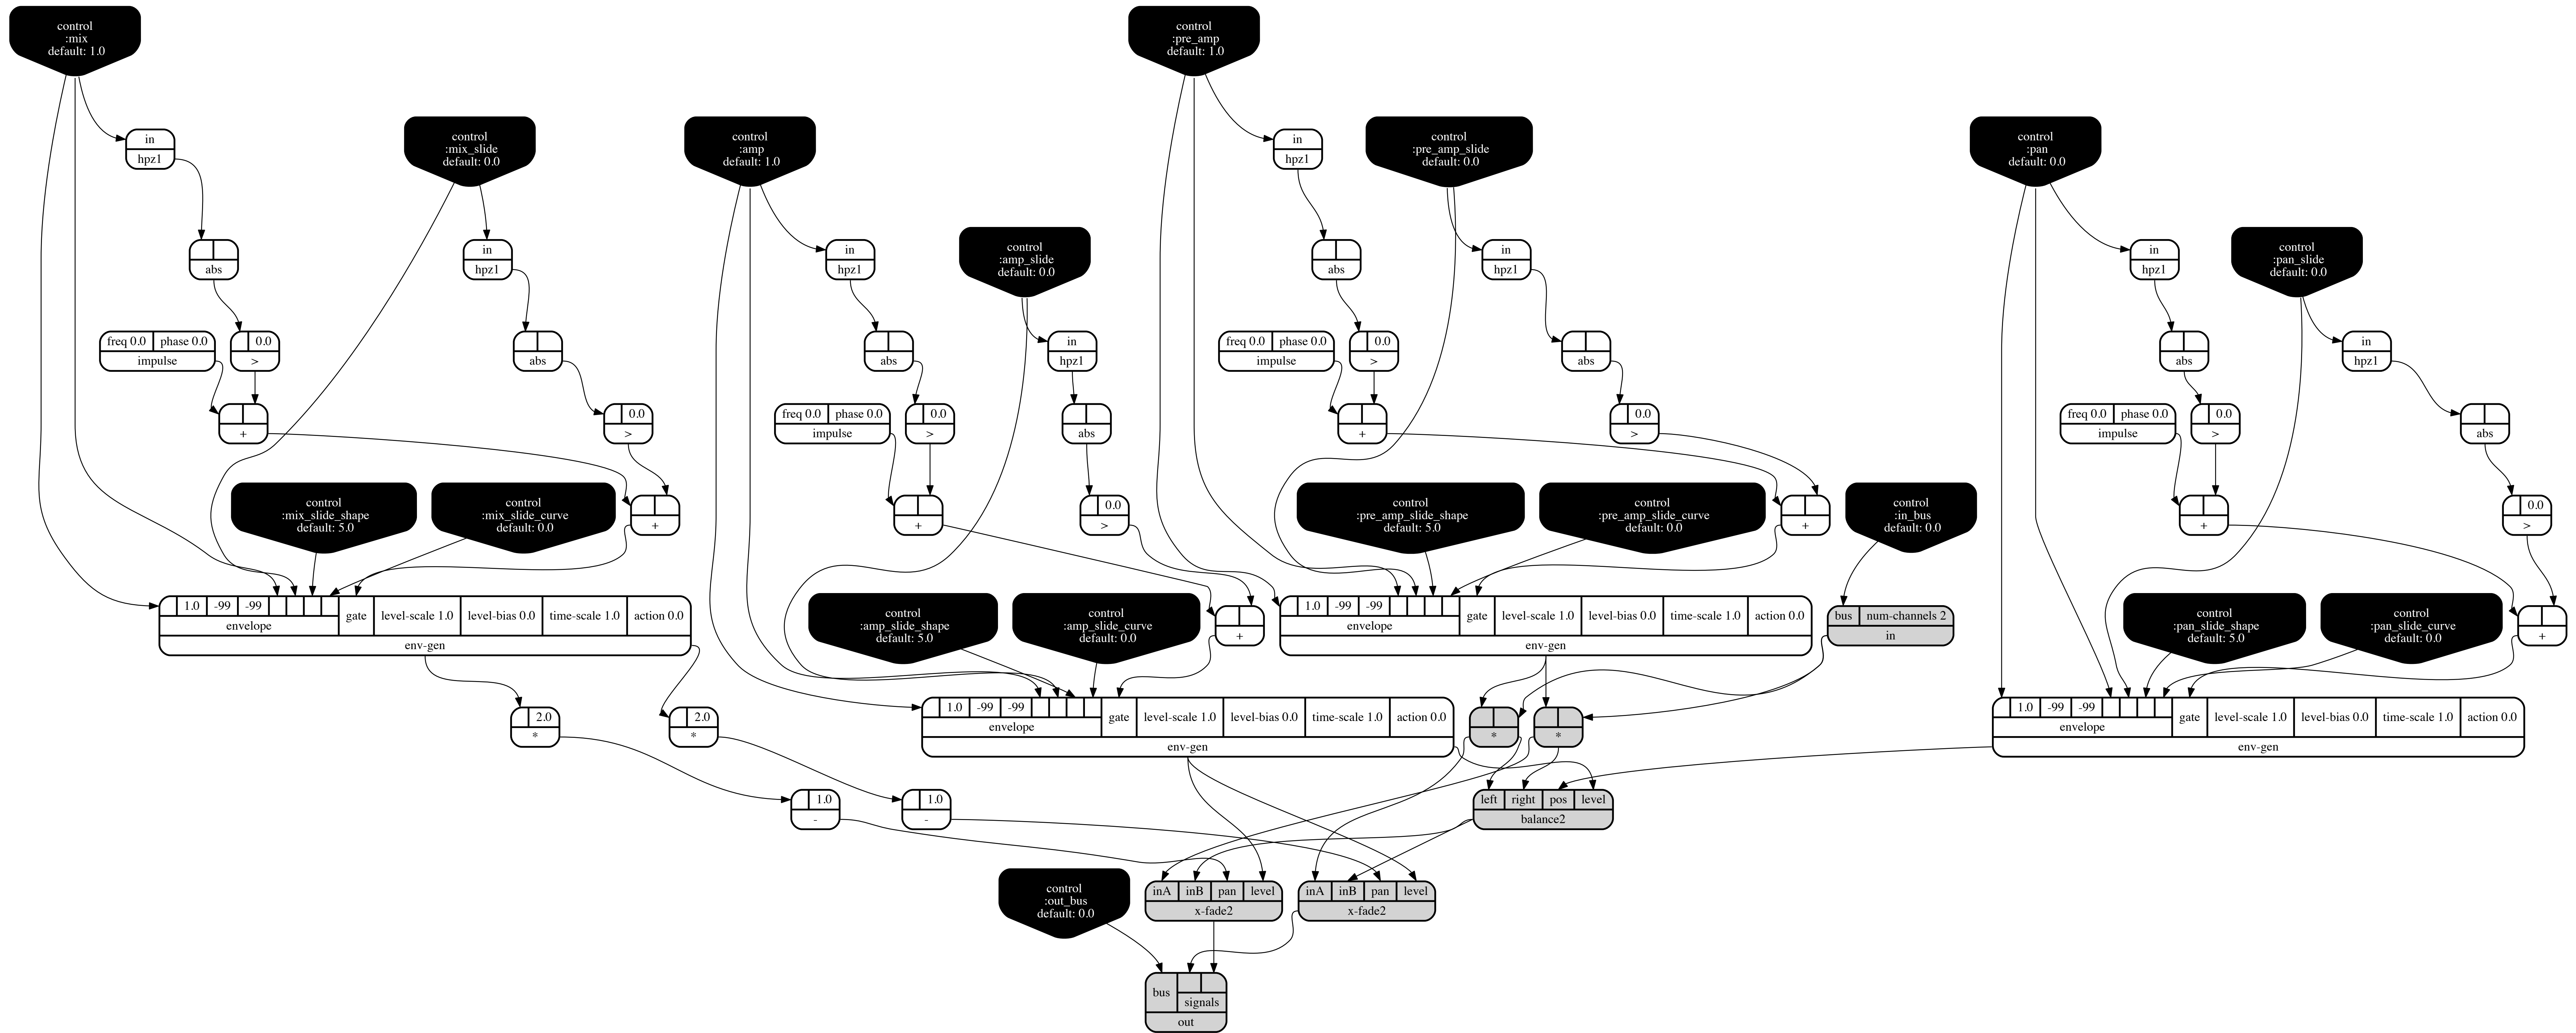 control
:mix
default: 1.0
control
:pre_amp
default: 1.0
in
hpz1
control
:mix_slide
default: 0.0
control
:amp
default: 1.0
in
hpz1
control
:pre_amp_slide
default: 0.0
control
:pan
default: 0.0
abs
in
hpz1
in
hpz1
control
:amp_slide
default: 0.0
abs
in
hpz1
in
hpz1
control
:pan_slide
default: 0.0
freq 0.0 phase 0.0
impulse
0.0
>
abs
abs
in
hpz1
freq 0.0 phase 0.0
impulse
0.0
>
abs
abs
in
hpz1
+
0.0
>
freq 0.0 phase 0.0
impulse
0.0
>
abs
+
0.0
>
freq 0.0 phase 0.0
impulse
0.0
>
abs
control
:mix_slide_shape
default: 5.0
control
:mix_slide_curve
default: 0.0
+
+
0.0
>
control
:pre_amp_slide_shape
default: 5.0
control
:pre_amp_slide_curve
default: 0.0
+
control
:in_bus
default: 0.0
+
0.0
>
1.0 -99 -99
envelope
gate level-scale 1.0 level-bias 0.0 time-scale 1.0 action 0.0
env-gen
control
:amp_slide_shape
default: 5.0
control
:amp_slide_curve
default: 0.0
+
1.0 -99 -99
envelope
gate level-scale 1.0 level-bias 0.0 time-scale 1.0 action 0.0
env-gen
bus num-channels 2
in
control
:pan_slide_shape
default: 5.0
control
:pan_slide_curve
default: 0.0
+
2.0
*
2.0
*
1.0 -99 -99
envelope
gate level-scale 1.0 level-bias 0.0 time-scale 1.0 action 0.0
env-gen
*
*
1.0 -99 -99
envelope
gate level-scale 1.0 level-bias 0.0 time-scale 1.0 action 0.0
env-gen
1.0
-
1.0
-
left right pos level
balance2
control
:out_bus
default: 0.0
inA inB pan level
x-fade2
inA inB pan level
x-fade2
bus
signals
out